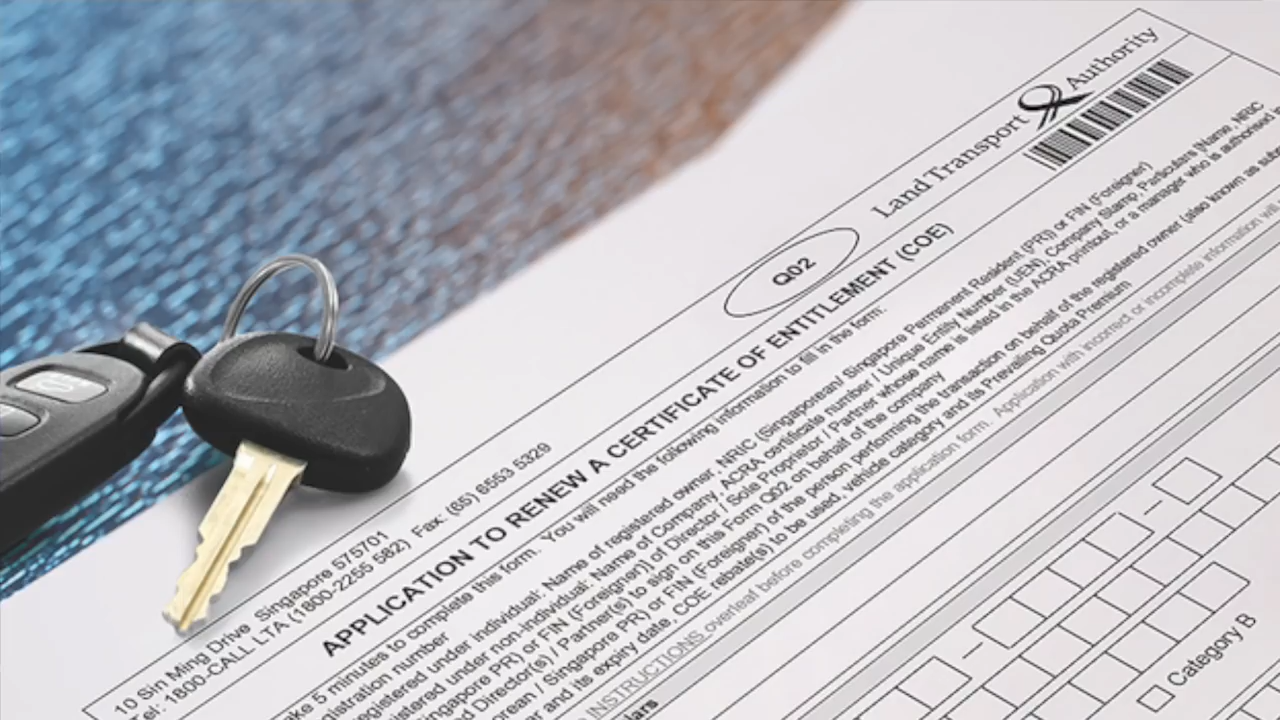 Land Transport Authority
Q02
10 Sin Ming Drive Singapore 575701
Tel: 1800-CALL LTA (1800-2255 582) Fax: (65) 6553 5329
APPLICATION TO RENEW A CERTIFICATE OF ENTITLEMENT (COE)
ake 5 minutes to complete this form. You will need the following information to fill in the form:
gistration number
egistered under individual: Name of registered owner, NRIC (Singaporean/ Singapore Permanent Resident (PR)) or FIN (Foreigner)
egistered under non-individual: Name of Company, ACRA certificate number / Unique Entity Number (UEN), Company Stamp, Particulars [Name, NRIC
Singapore PR) or FIN (Foreigner)] of Director / Sole Proprietor / Partner whose name is listed in the ACRA printout, or a manager who is authorised
d Director(s) / Partner(s) to sign on this Form Q02 on behalf of the company
orean / Singapore PR) or FIN (Foreigner) of the person performing the transaction on behalf of the registered owner (also known as
r and its expiry date, COE rebate(s) to be used, vehicle category and its Prevailing Quota Premium
INSTRUCTIONS overleaf before completing the application form. Application with incorrect or incomplete information will
lars
Category B